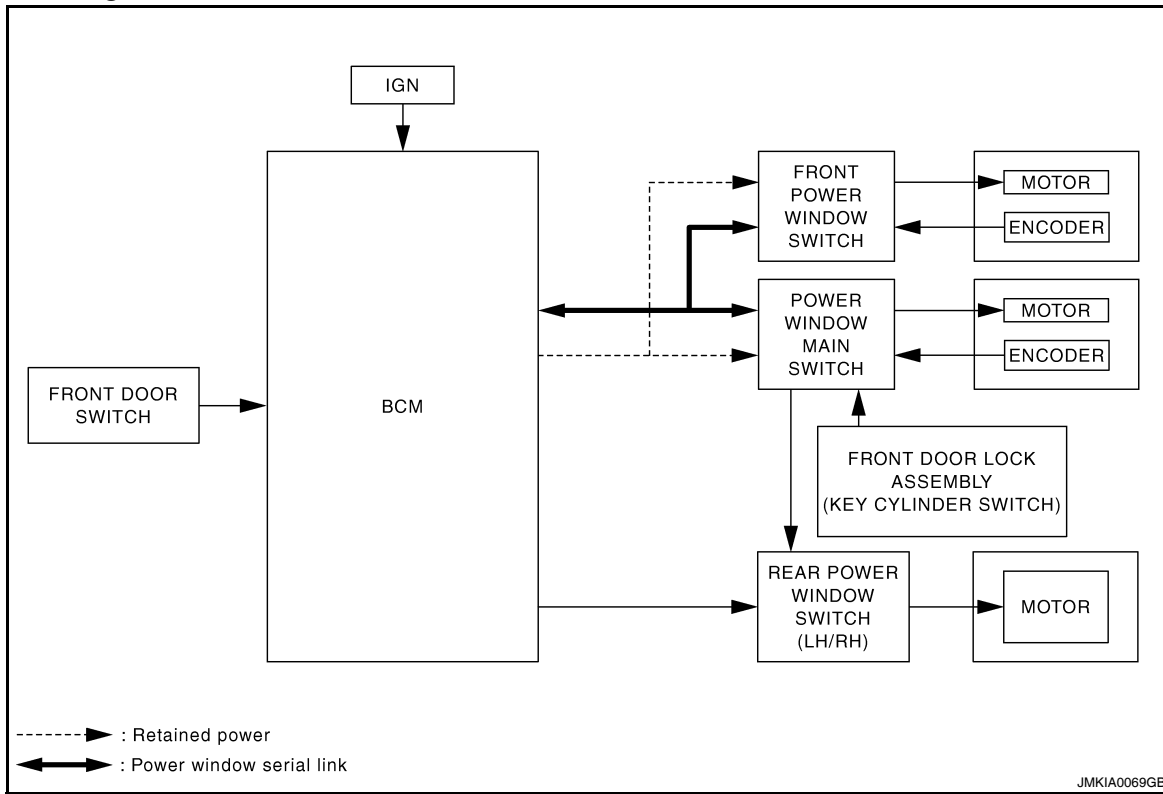 IGN
FRONT
POWER
WINDOW
SWITCH
MOTOR
ENCODER
POWER
WINDOW
MAIN
SWITCH
MOTOR
ENCODER
FRONT DOOR
SWITCH
BCM
FRONT DOOR LOCK
ASSEMBLY
(KEY CYLINDER SWITCH)
REAR POWER
WINDOW
SWITCH
(LH/RH)
MOTOR
: Retained power
: Power window serial link
JMKIA0069GB